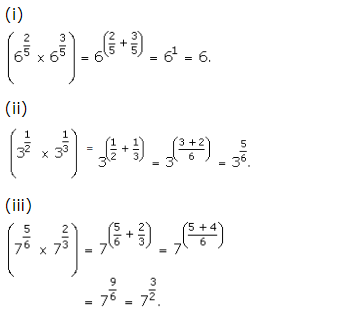 (i)
(6^(2/5) x 6^(3/5)) = 6^(2/5 + 3/5) = 6^1 = 6.
(ii)
(3^(1/2) x 3^(1/3)) = 3^(1/2 + 1/3) = 3^((3 + 2)/6) = 3^(5/6).
(iii)
(7^(5/6) x 7^(2/3)) = 7^(5/6 + 2/3) = 7^((5 + 4)/6)
= 7^(9/6) = 7^(3/2).